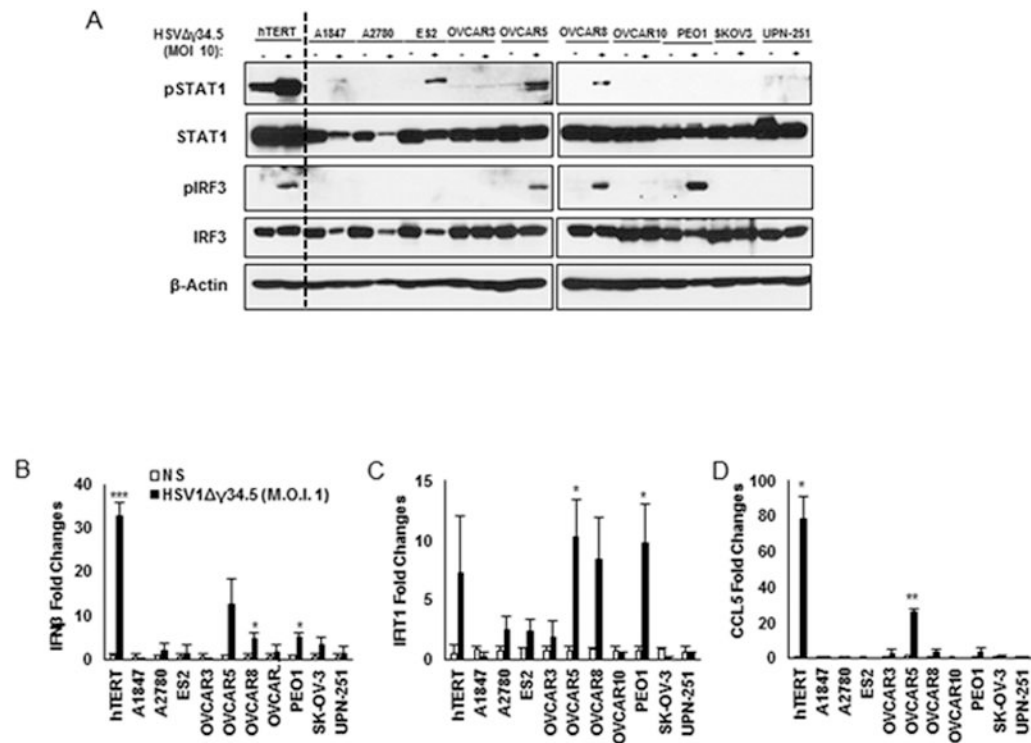 A
HSVΔγ34.5 hTERT A1847 A2780 ES2 OVCAR3 OVCAR5 OVCAR8 OVCAR10 PEO1 SKOV3 UPN-251
(MOI 10): - + - + - + - + - + - + - + - + - + - + - +
pSTAT1
STAT1
pIRF3
IRF3
β-Actin
B
NS
HSV1Δγ34.5 (M.O.I. 1)
IFNβ Fold Changes
40
30
20
10
0
***
*
*
hTERT A1847 A2780 ES2 OVCAR3 OVCAR5 OVCAR8 OVCAR.. PEO1 SK-OV-3 UPN-251
C
IFIT1 Fold Changes
15
10
5
0
*
*
hTERT A1847 A2780 ES2 OVCAR3 OVCAR5 OVCAR8 OVCAR10 PEO1 SK-OV-3 UPN-251
D
CCL5 Fold Changes
100
80
60
40
20
0
*
**
hTERT A1847 A2780 ES2 OVCAR3 OVCAR5 OVCAR8 OVCAR10 PEO1 SK-OV-3 UPN-251